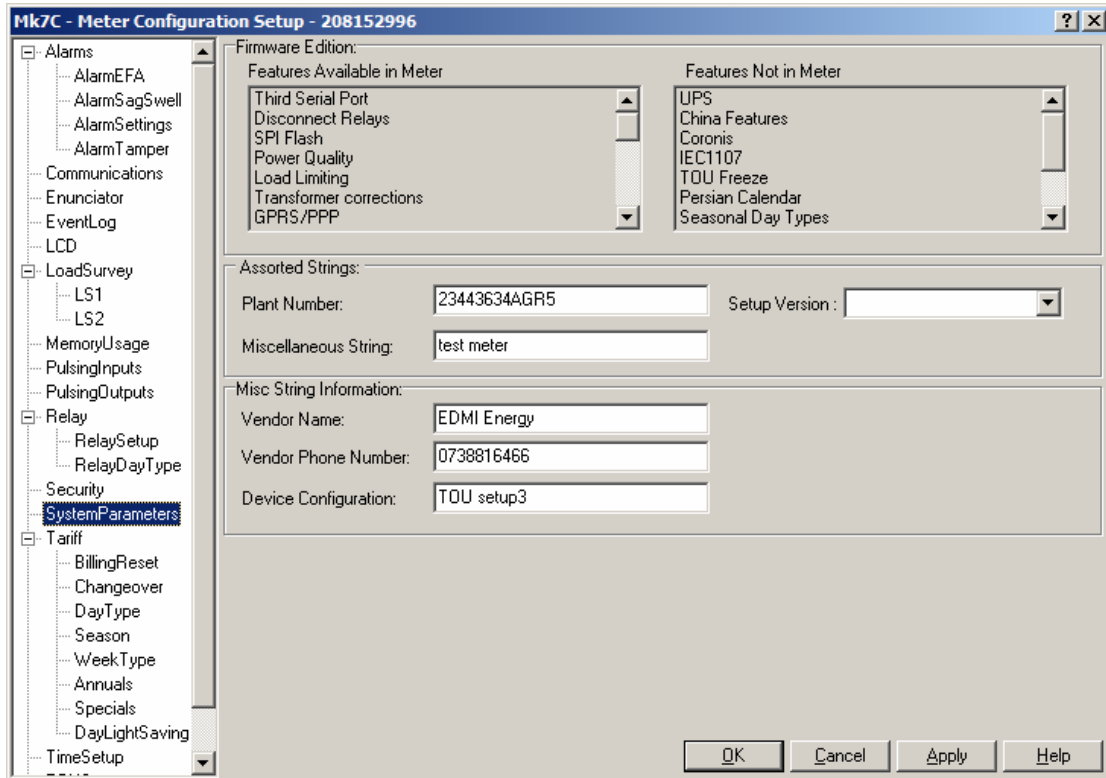 Mk7C - Meter Configuration Setup - 208152996
Alarms
AlarmEFA
AlarmSagSwell
AlarmSettings
AlarmTamper
Communications
Enunciator
EventLog
LCD
LoadSurvey
LS1
LS2
MemoryUsage
PulsingInputs
PulsingOutputs
Relay
RelaySetup
RelayDayType
Security
SystemParameters
Tariff
BillingReset
Changeover
DayType
Season
WeekType
Annuals
Specials
DayLightSaving
TimeSetup
Firmware Edition:
Features Available in Meter
Third Serial Port
Disconnect Relays
SPI Flash
Power Quality
Load Limiting
Transformer corrections
GPRS/PPP
Features Not in Meter
UPS
China Features
Coronis
IEC1107
TOU Freeze
Persian Calendar
Seasonal Day Types
Assorted Strings:
Plant Number: 23443634AGR5 Setup Version :
Miscellaneous String: test meter
Misc String Information:
Vendor Name: EDMI Energy
Vendor Phone Number: 0738816466
Device Configuration: TOU setup3
OK Cancel Apply Help